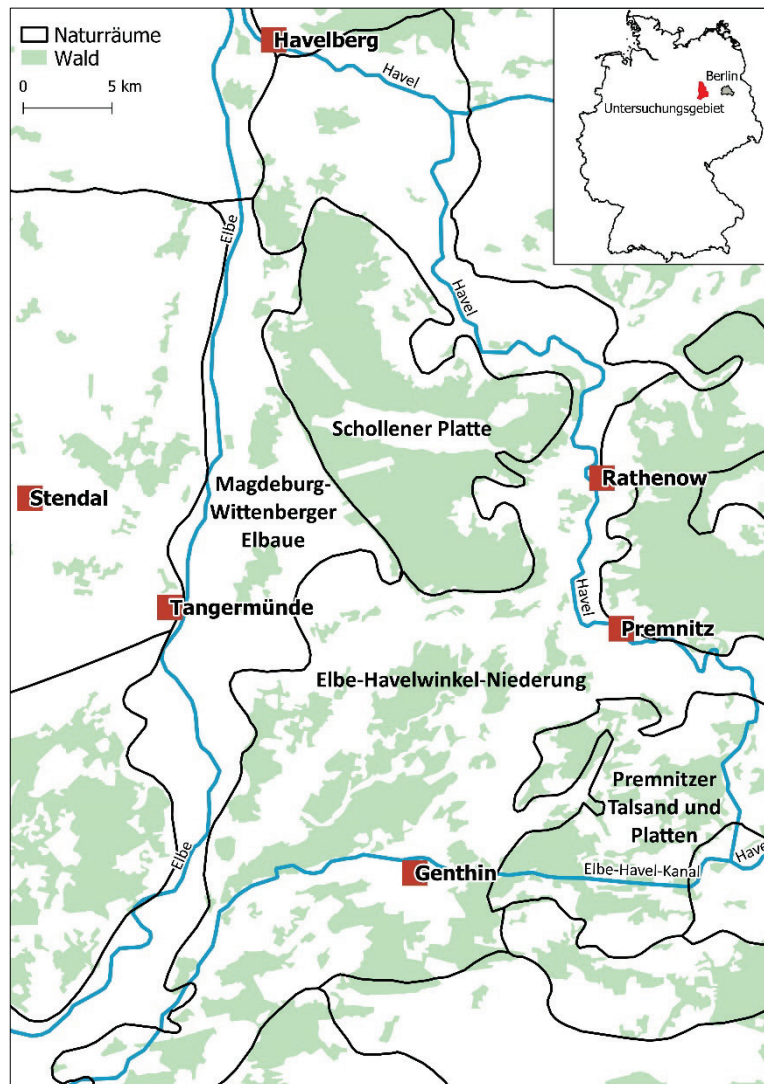 Naturräume
Wald
0
5 km
Havelberg
Havel
Berlin
Untersuchungsgebiet
Elbe
Havel
Schollener Platte
Rathenow
Stendal
Magdeburg-
Wittenberger
Elbaue
Havel
Tangermünde
Premnitz
Elbe-Havelwinkel-Niederung
Premnitzer
Talsand und
Platten
Elbe
Have
Genthin
Elbe-Havel-Kanal